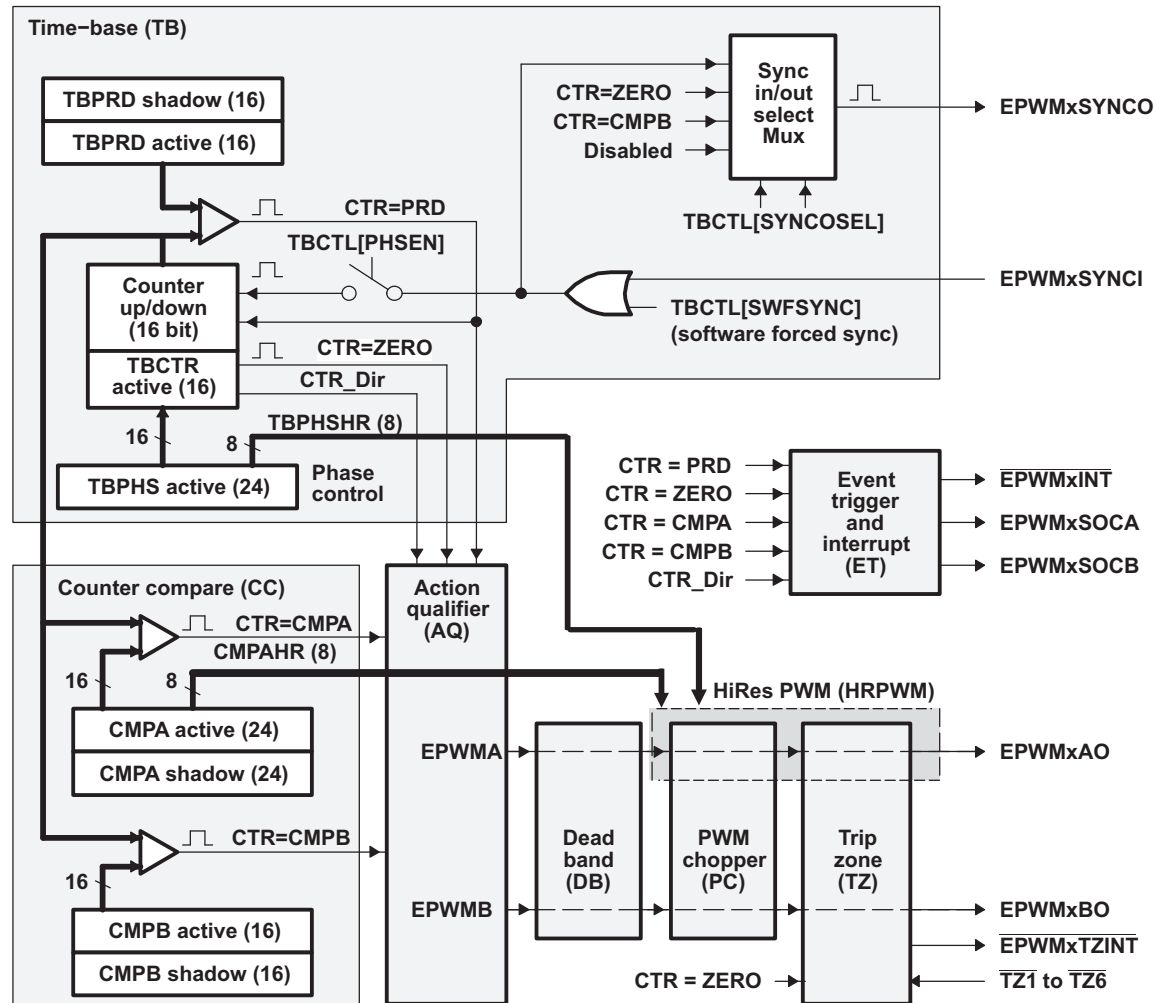 Time−base (TB)
TBPRD shadow (16)
TBPRD active (16)
CTR=ZERO
CTR=CMPB
Disabled
Sync
in/out
select
Mux
EPWMxSYNCO
TBCTL[SYNCOSEL]
CTR=PRD
TBCTL[PHSEN]
Counter
up/down
(16 bit)
TBCTR
active (16)
EPWMxSYNCI
TBCTL[SWFSYNC]
(software forced sync)
CTR=ZERO
CTR_Dir
16
8
TBPHSHR (8)
TBPHS active (24)
Phase
control
CTR = PRD
CTR = ZERO
CTR = CMPA
CTR = CMPB
CTR_Dir
Event
trigger
and
interrupt
(ET)
EPWMxINT
EPWMxSOCA
EPWMxSOCB
Counter compare (CC)
CTR=CMPA
CMPAHR (8)
16
8
CMPA active (24)
CMPA shadow (24)
CTR=CMPB
16
CMPB active (16)
CMPB shadow (16)
Action
qualifier
(AQ)
EPWMA
EPWMB
HiRes PWM (HRPWM)
Dead
band
(DB)
PWM
chopper
(PC)
Trip
zone
(TZ)
EPWMxAO
EPWMxBO
EPWMxTZINT
CTR = ZERO
TZ1 to TZ6